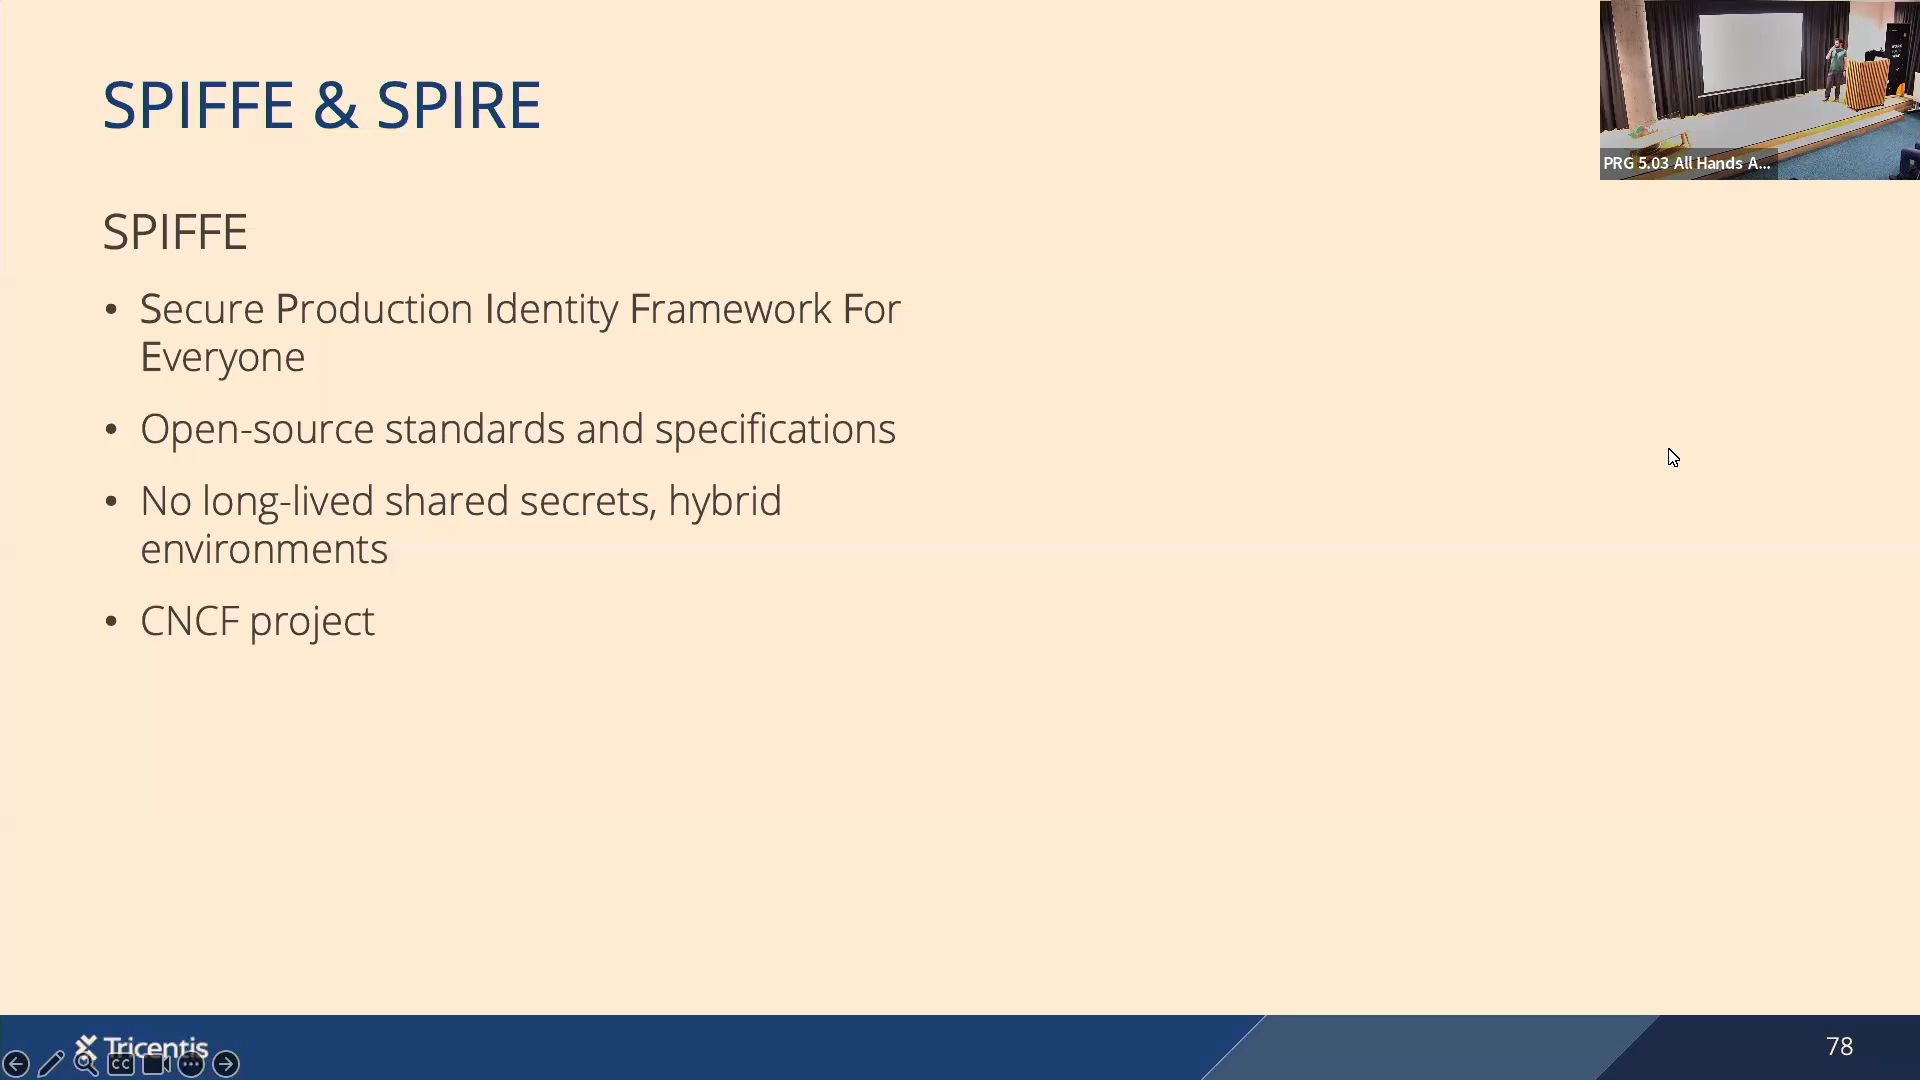 SPIFFE & SPIRE
PRG 5.03 All Hands A...
SPIFFE
• Secure Production Identity Framework For
Everyone
• Open-source standards and specifications
• No long-lived shared secrets, hybrid
environments
• CNCF project
Tricentis
CC
78